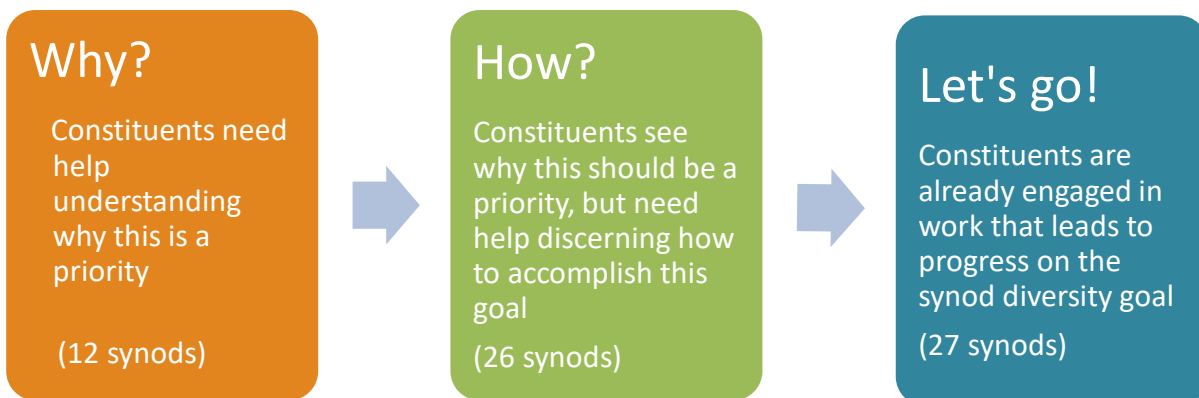 Why?
Constituents need
help
understanding
why this is a
priority
(12 synods)
How?
Constituents see
why this should be a
priority, but need
help discerning how
to accomplish this
goal
(26 synods)
Let's go!
Constituents are
already engaged in
work that leads to
progress on the
synod diversity goal
(27 synods)